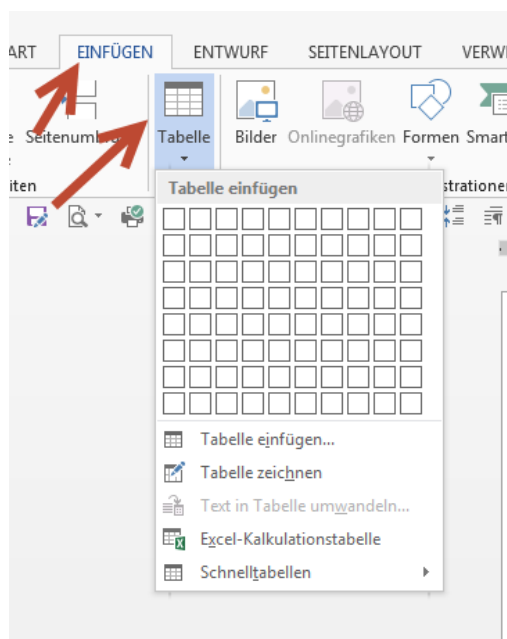 ART EINFÜGEN ENTWURF SEITENLAYOUT VERW
e Seitenumb Tabelle Bilder Onlinegrafiken Formen Smart
iten strationen
Tabelle einfügen
Tabelle einfügen...
Tabelle zeichnen
Text in Tabelle umwandeln...
Excel-Kalkulationstabelle
Schnelltabellen